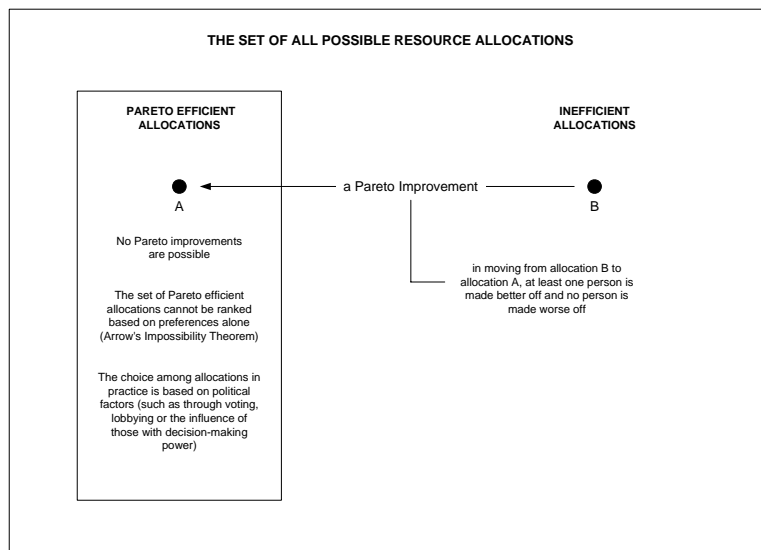 THE SET OF ALL POSSIBLE RESOURCE ALLOCATIONS
PARETO EFFICIENT
ALLOCATIONS
INEFFICIENT
ALLOCATIONS
a Pareto Improvement
A
B
No Pareto improvements
are possible
The set of Pareto efficient
allocations cannot be ranked
based on preferences alone
(Arrow's Impossibility Theorem)
The choice among allocations in
practice is based on political
factors (such as through voting,
lobbying or the influence of
those with decision-making
power)
in moving from allocation B to
allocation A, at least one person is
made better off and no person is
made worse off